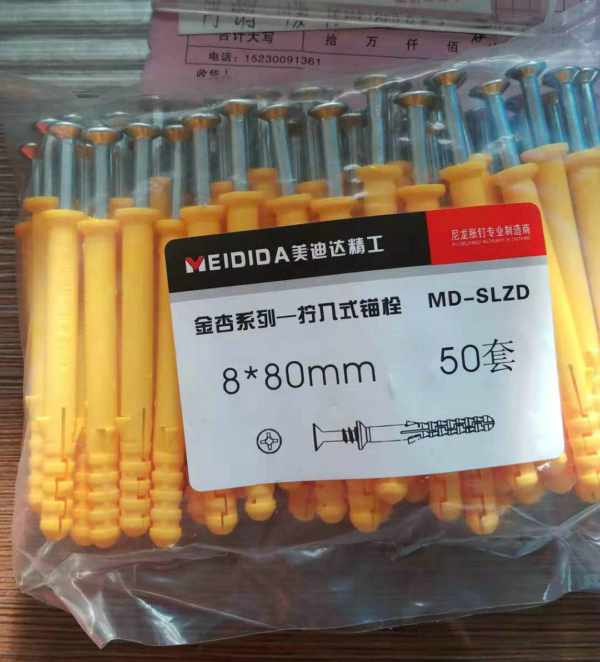 合计大写
拾 万 仟 佰
电话：15230091361
MEIDIDA美迪达精工
尼龙胀钉专业制造商
金杏系列—拧入式锚栓 MD-SLZD
8*80mm 50套